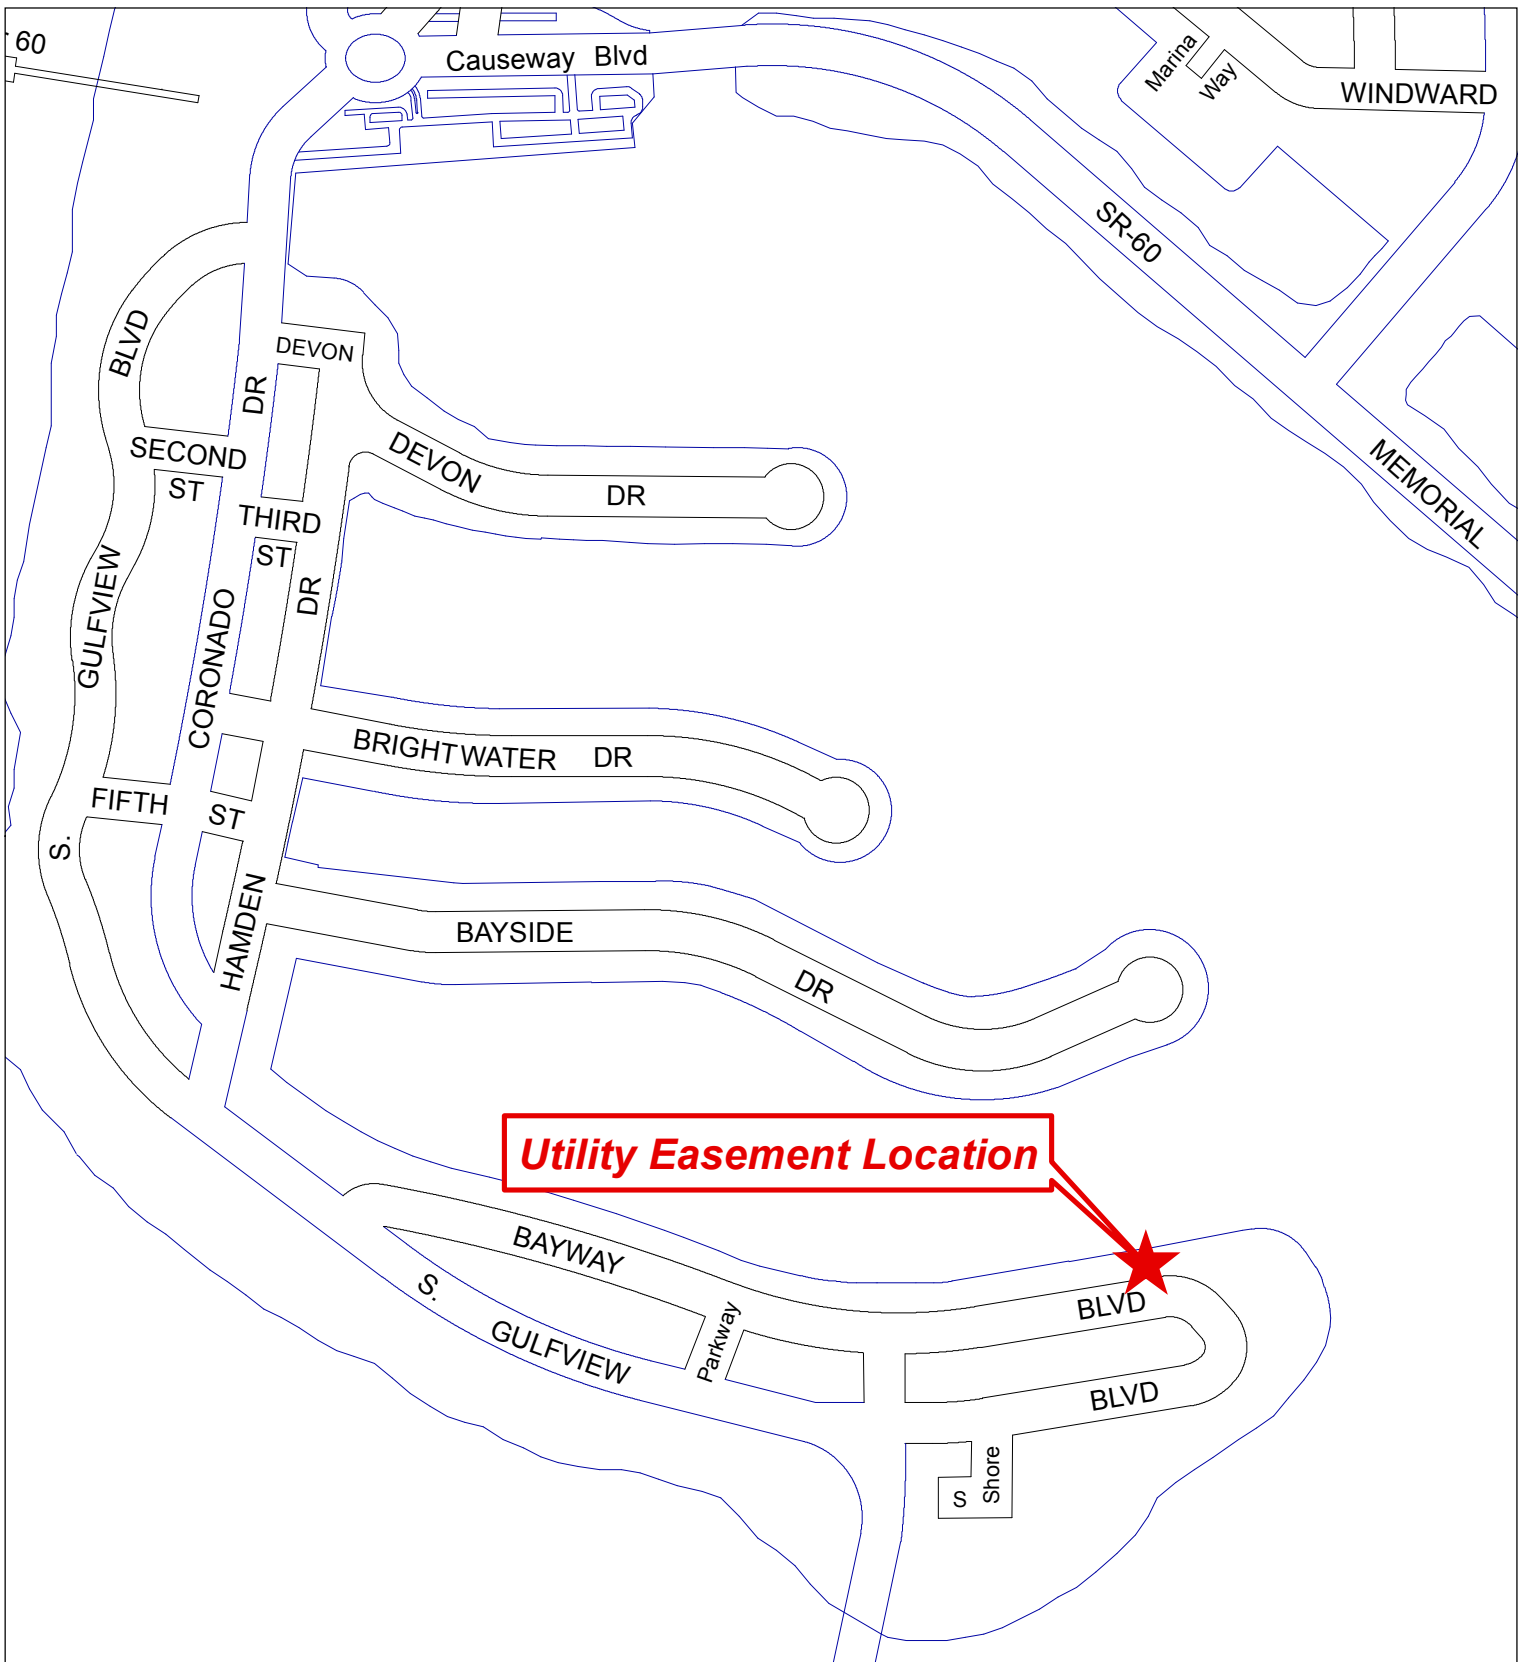 60
Causeway Blvd
Marina
Way
WINDWARD
SR-60
BLVD
DEVON
DR
DEVON
DR
SECOND
ST
THIRD
ST
MEMORIAL
GULFVIEW
DR
CORONADO
BRIGHTWATER DR
FIFTH
ST
S.
HAMDEN
BAYSIDE
DR
Utility Easement Location
BAYWAY
BLVD
S.
GULFVIEW
Parkway
BLVD
Shore
S